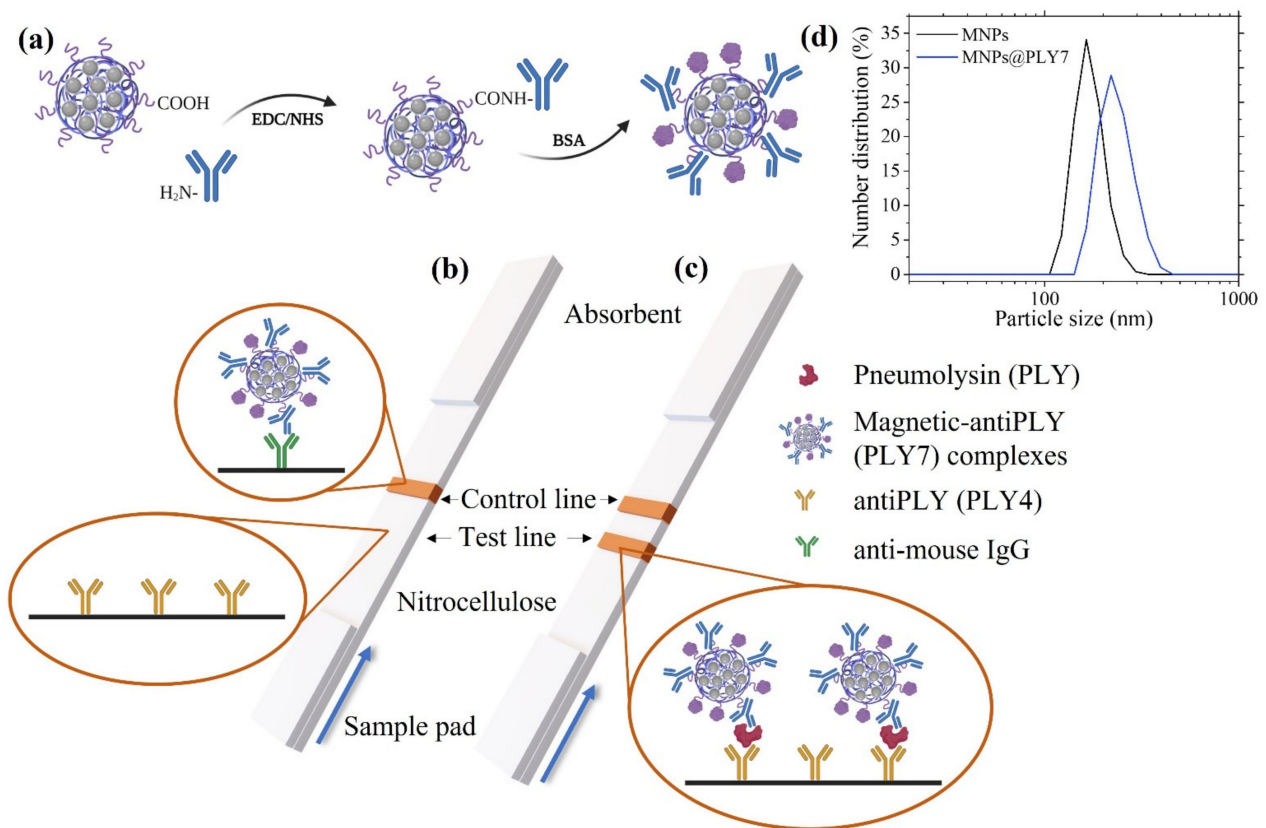 (a)
COOH
H₂N-
EDC/NHS
CONH-
BSA
(d)
MNPs
MNPs@PLY7
Number distribution (%)
35
30
25
20
15
10
5
0
100
1000
Particle size (nm)
(b)
(c)
Absorbent
Control line
Test line
Nitrocellulose
Sample pad
Pneumolysin (PLY)
Magnetic-antiPLY
(PLY7) complexes
antiPLY (PLY4)
anti-mouse IgG